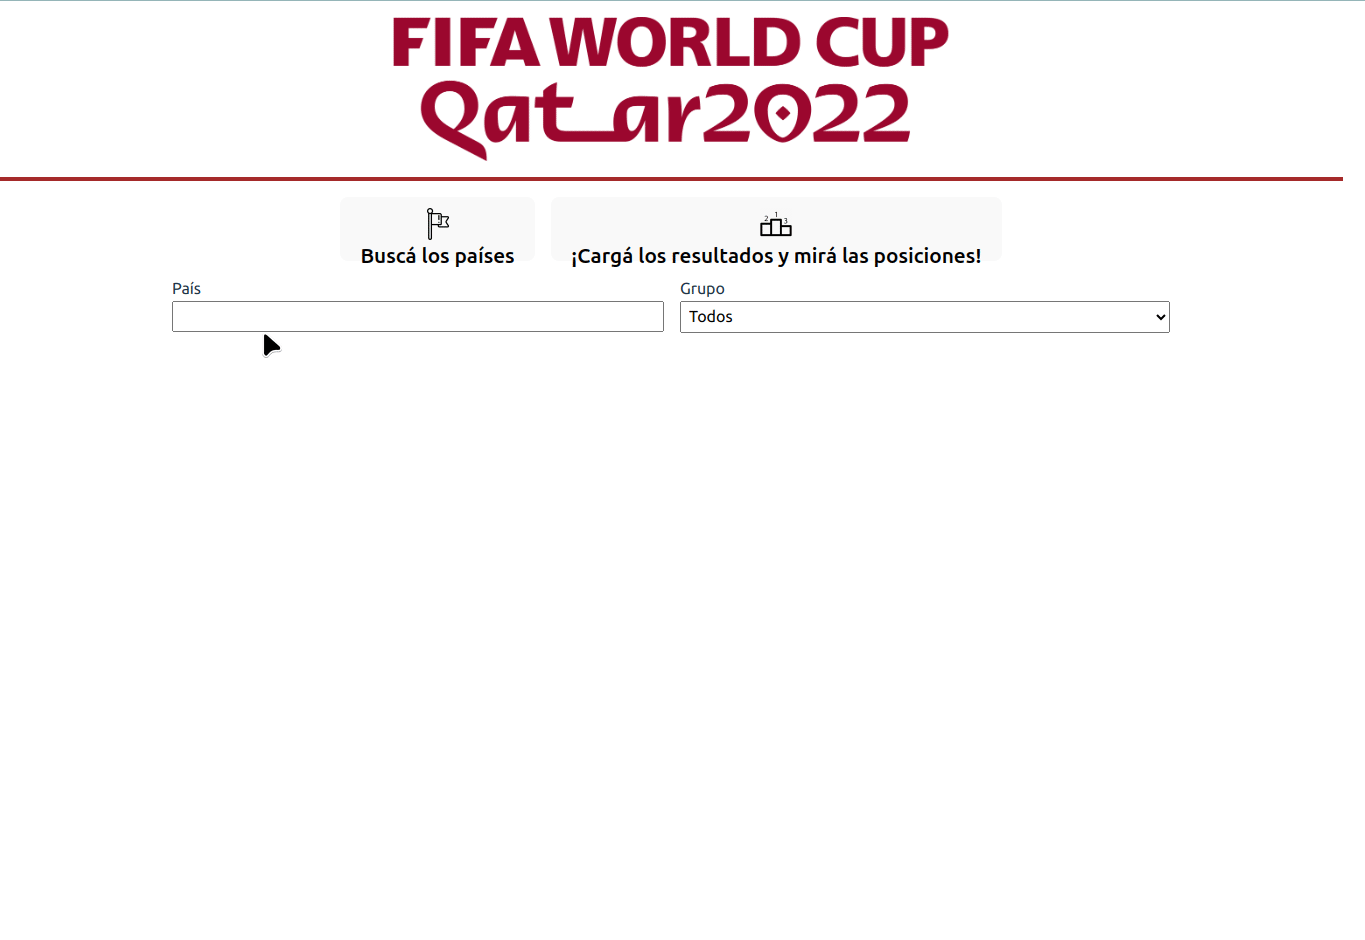 FIFA WORLD CUP
Qatar2022
2 1 3
Buscá los países
¡Cargá los resultados y mirá las posiciones!
País
Grupo
Todos